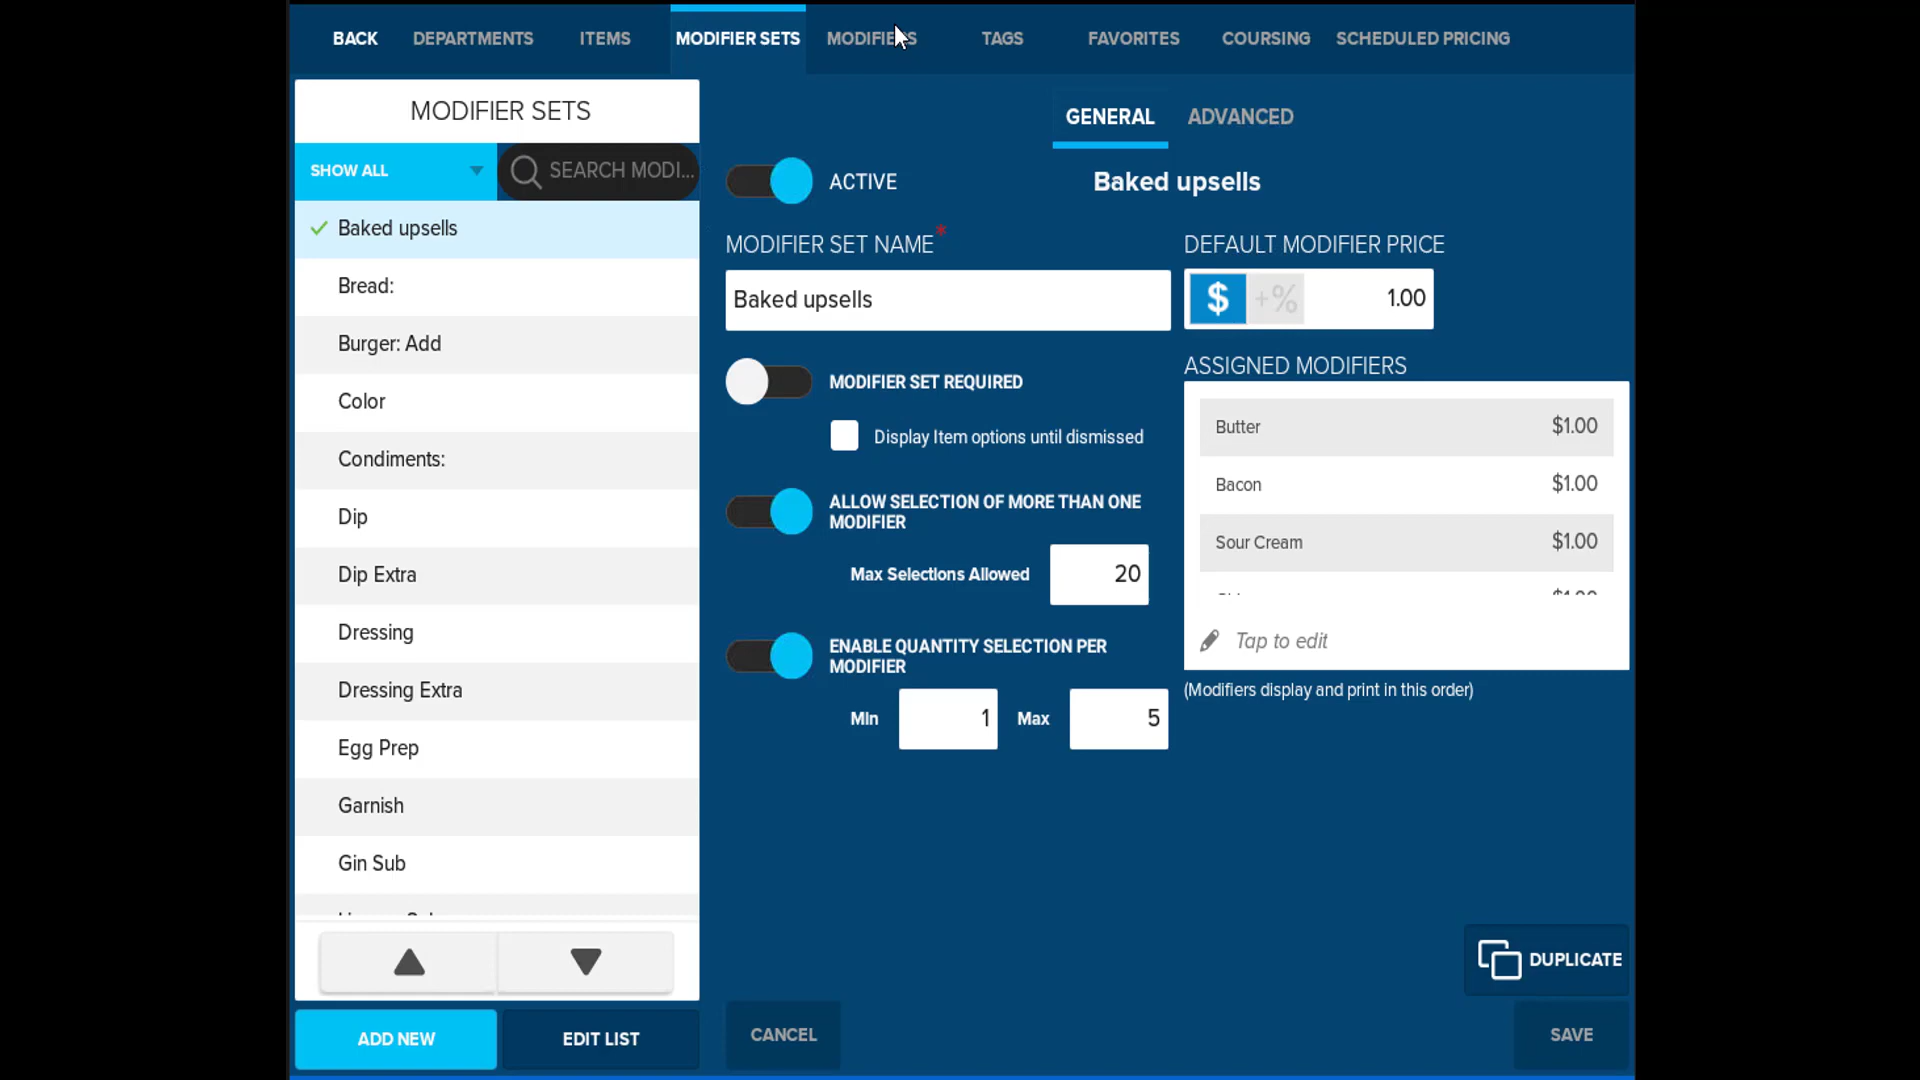 BACK DEPARTMENTS ITEMS MODIFIER SETS MODIFIERS TAGS FAVORITES COURSING SCHEDULED PRICING
MODIFIER SETS
SHOW ALL
SEARCH MODI...
Baked upsells
Bread:
Burger: Add
Color
Condiments:
Dip
Dip Extra
Dressing
Dressing Extra
Egg Prep
Garnish
Gin Sub
ADD NEW
EDIT LIST
GENERAL ADVANCED
ACTIVE
Baked upsells
MODIFIER SET NAME*
Baked upsells
DEFAULT MODIFIER PRICE
$ +% 1.00
MODIFIER SET REQUIRED
Display Item options until dismissed
ALLOW SELECTION OF MORE THAN ONE
MODIFIER
Max Selections Allowed 20
ENABLE QUANTITY SELECTION PER
MODIFIER
Min 1 Max 5
ASSIGNED MODIFIERS
Butter $1.00
Bacon $1.00
Sour Cream $1.00
Tap to edit
(Modifiers display and print in this order)
DUPLICATE
CANCEL
SAVE